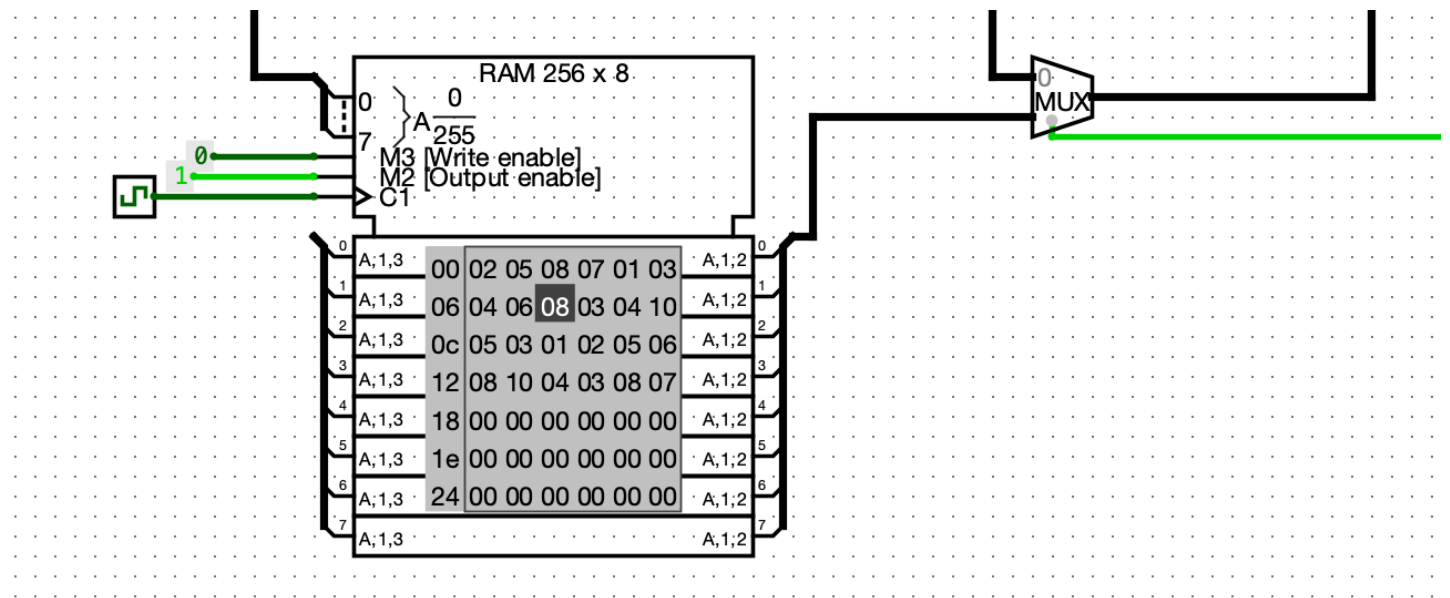 RAM 256 x 8
0
0
A
255
7
0 M3 [Write enable]
1 M2 [Output enable]
C1
0
MUX
0 A,1,3 00 02 05 08 07 01 03 A,1;2 0
1 A;1,3 06 04 06 08 03 04 10 A,1;2 1
2 A;1,3 0c 05 03 01 02 05 06 A,1;2 2
3 A;1,3 12 08 10 04 03 08 07 A,1;2 3
4 A;1,3 18 00 00 00 00 00 00 A,1;2 4
5 A;1,3 1e 00 00 00 00 00 00 A,1;2 5
6 A;1,3 24 00 00 00 00 00 00 A,1;2 6
7 A;1,3 A,1;2 7